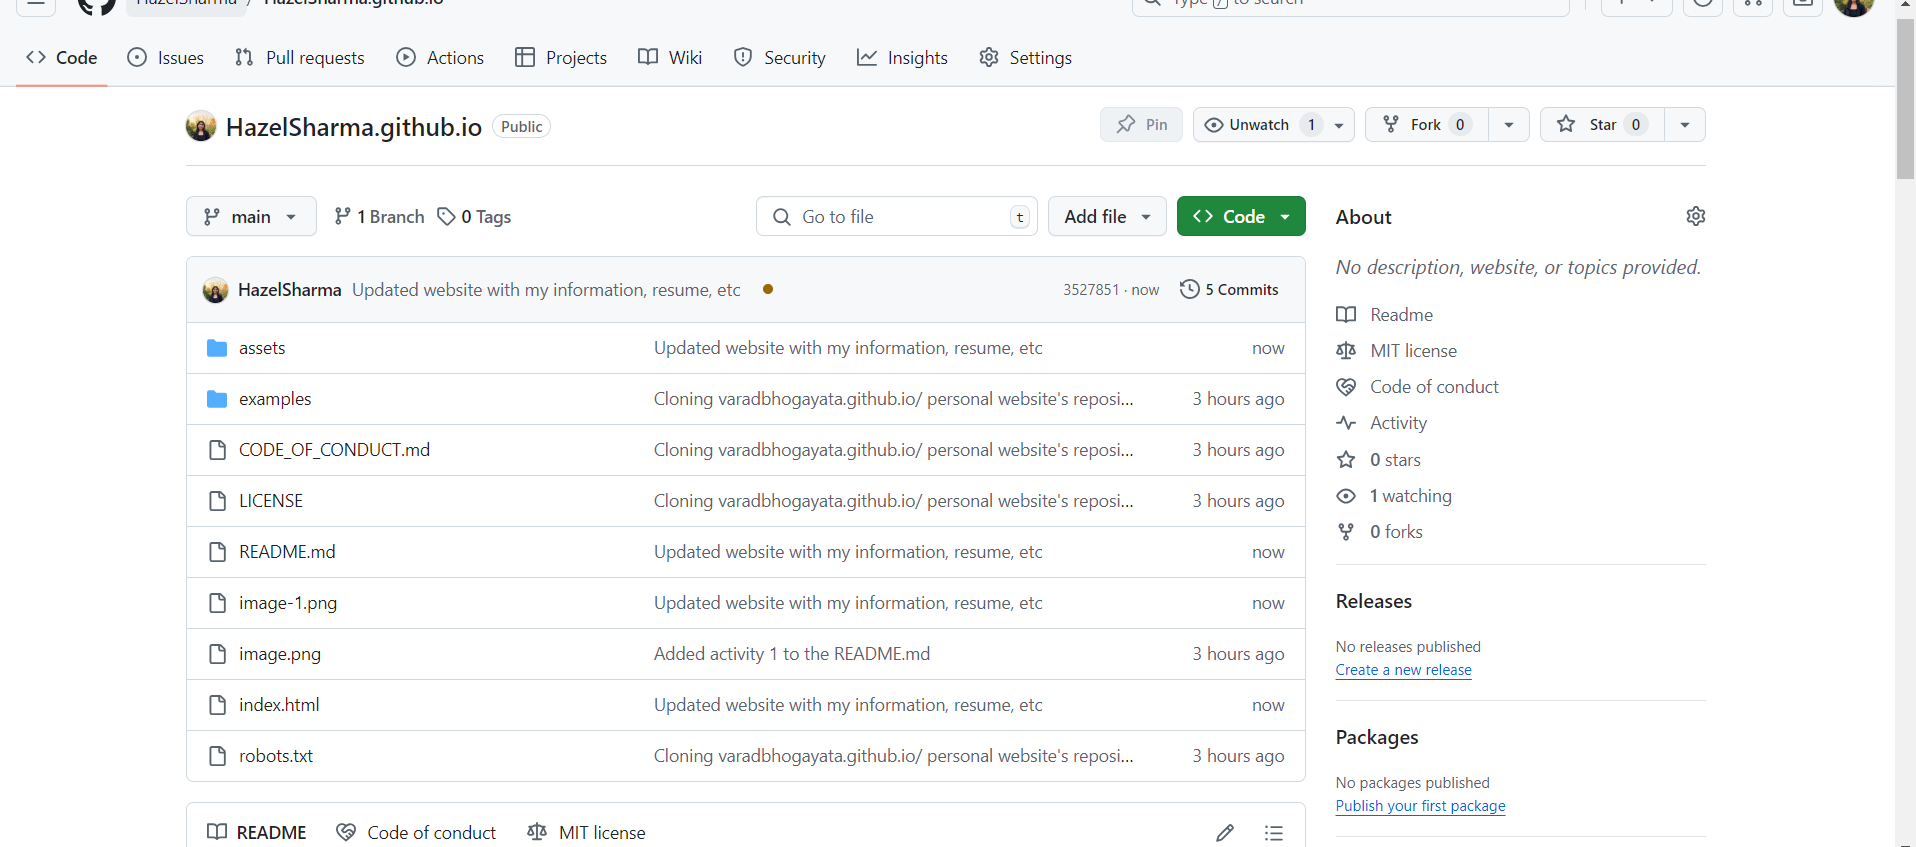 HazelSharma / HazelSharma.github.io
Type / to search
Code Issues Pull requests Actions Projects Wiki Security Insights Settings
HazelSharma.github.io Public
Pin Unwatch 1 Fork 0 Star 0
main 1 Branch 0 Tags Go to file t Add file Code
HazelSharma Updated website with my information, resume, etc 3527851 · now 5 Commits
assets Updated website with my information, resume, etc now
examples Cloning varadbhogayata.github.io/ personal website's reposi... 3 hours ago
CODE_OF_CONDUCT.md Cloning varadbhogayata.github.io/ personal website's reposi... 3 hours ago
LICENSE Cloning varadbhogayata.github.io/ personal website's reposi... 3 hours ago
README.md Updated website with my information, resume, etc now
image-1.png Updated website with my information, resume, etc now
image.png Added activity 1 to the README.md 3 hours ago
index.html Updated website with my information, resume, etc now
robots.txt Cloning varadbhogayata.github.io/ personal website's reposi... 3 hours ago
README Code of conduct MIT license
About
No description, website, or topics provided.
Readme
MIT license
Code of conduct
Activity
0 stars
1 watching
0 forks
Releases
No releases published
Create a new release
Packages
No packages published
Publish your first package